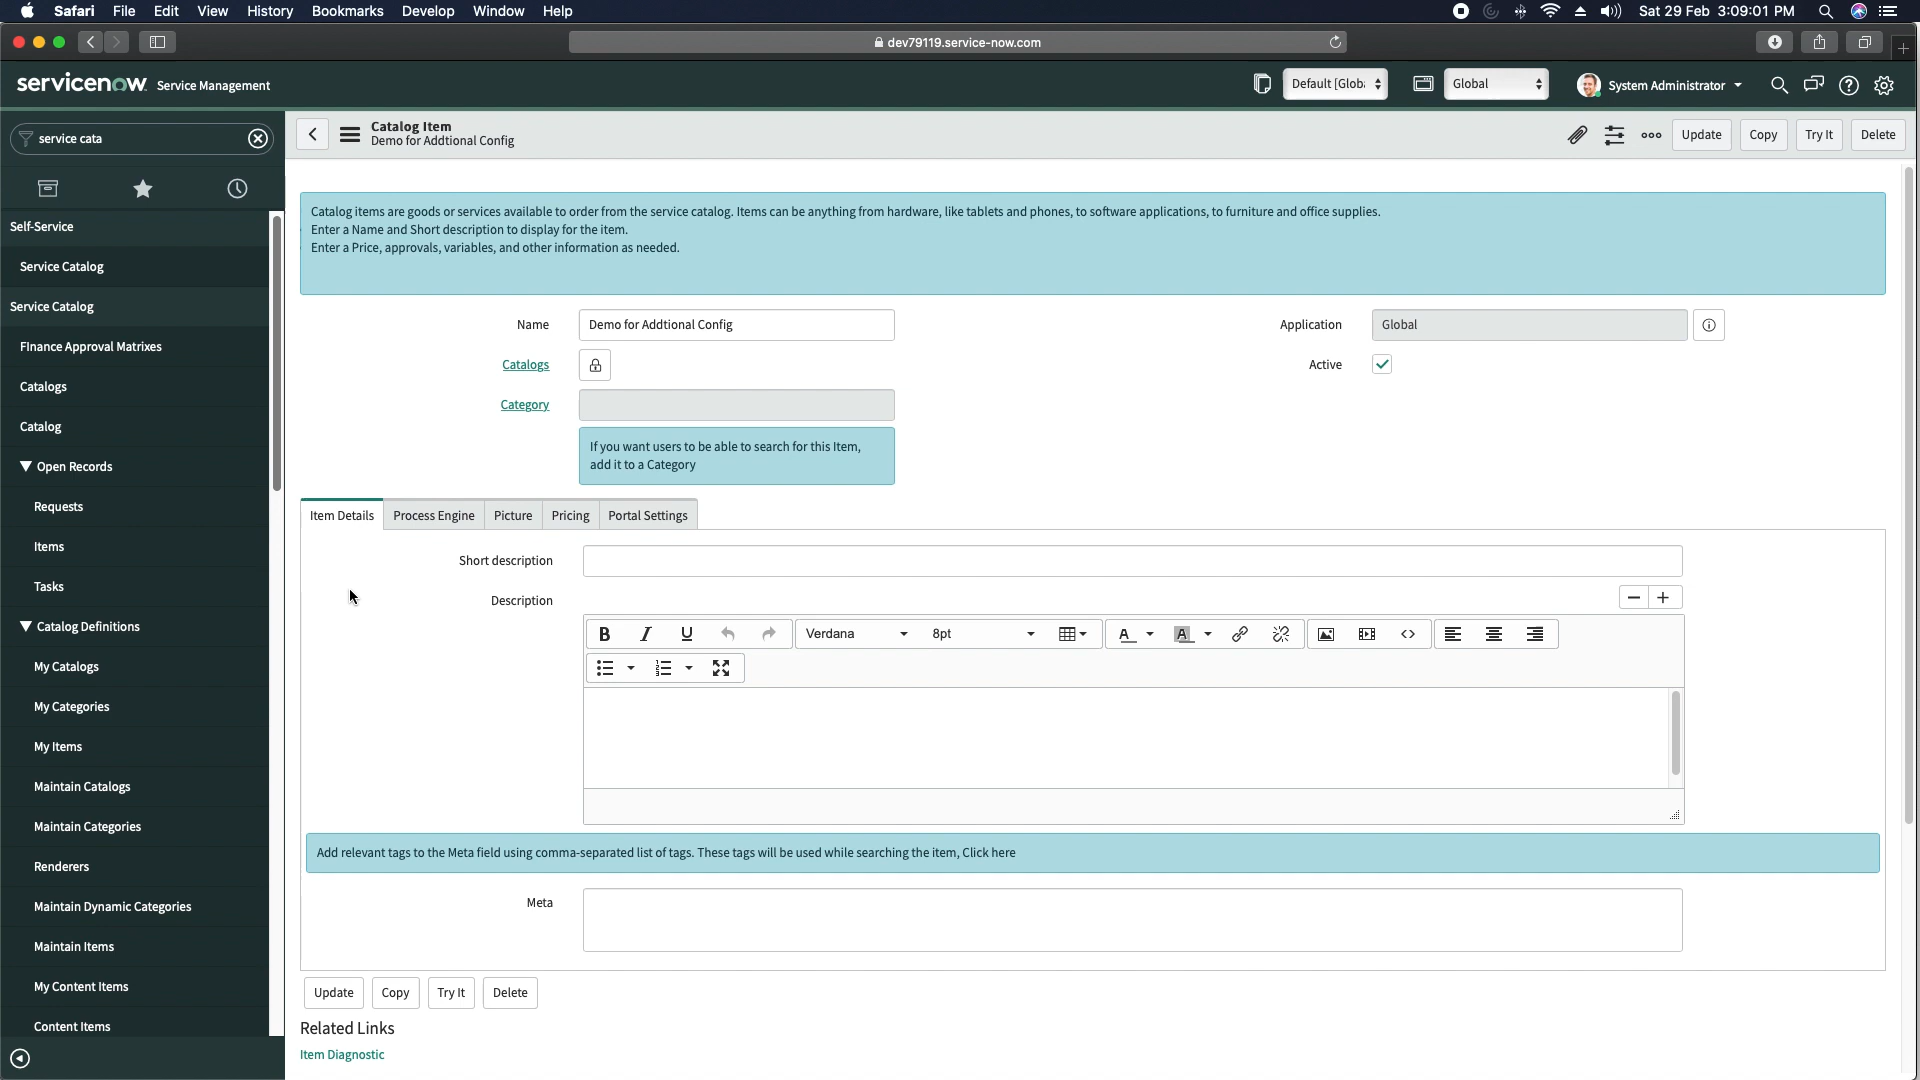 Safari File Edit View History Bookmarks Develop Window Help
Sat 29 Feb 3:09:01 PM
dev79119.service-now.com
servicenow Service Management
Default [Globa
Global
System Administrator
service cata
Catalog Item
Demo for Addtional Config
Update Copy Try It Delete
Self-Service
Service Catalog
Service Catalog
FInance Approval Matrixes
Catalogs
Catalog
Open Records
Requests
Items
Tasks
Catalog Definitions
My Catalogs
My Categories
My Items
Maintain Catalogs
Maintain Categories
Renderers
Maintain Dynamic Categories
Maintain Items
My Content Items
Content Items
Catalog items are goods or services available to order from the service catalog. Items can be anything from hardware, like tablets and phones, to software applications, to furniture and office supplies.
Enter a Name and Short description to display for the item.
Enter a Price, approvals, variables, and other information as needed.
Name Demo for Addtional Config
Application Global
Catalogs
Active
Category
If you want users to be able to search for this Item,
add it to a Category
Item Details Process Engine Picture Pricing Portal Settings
Short description
Description
B I U Verdana 8pt A A
Add relevant tags to the Meta field using comma-separated list of tags. These tags will be used while searching the item, Click here
Meta
Update Copy Try It Delete
Related Links
Item Diagnostic